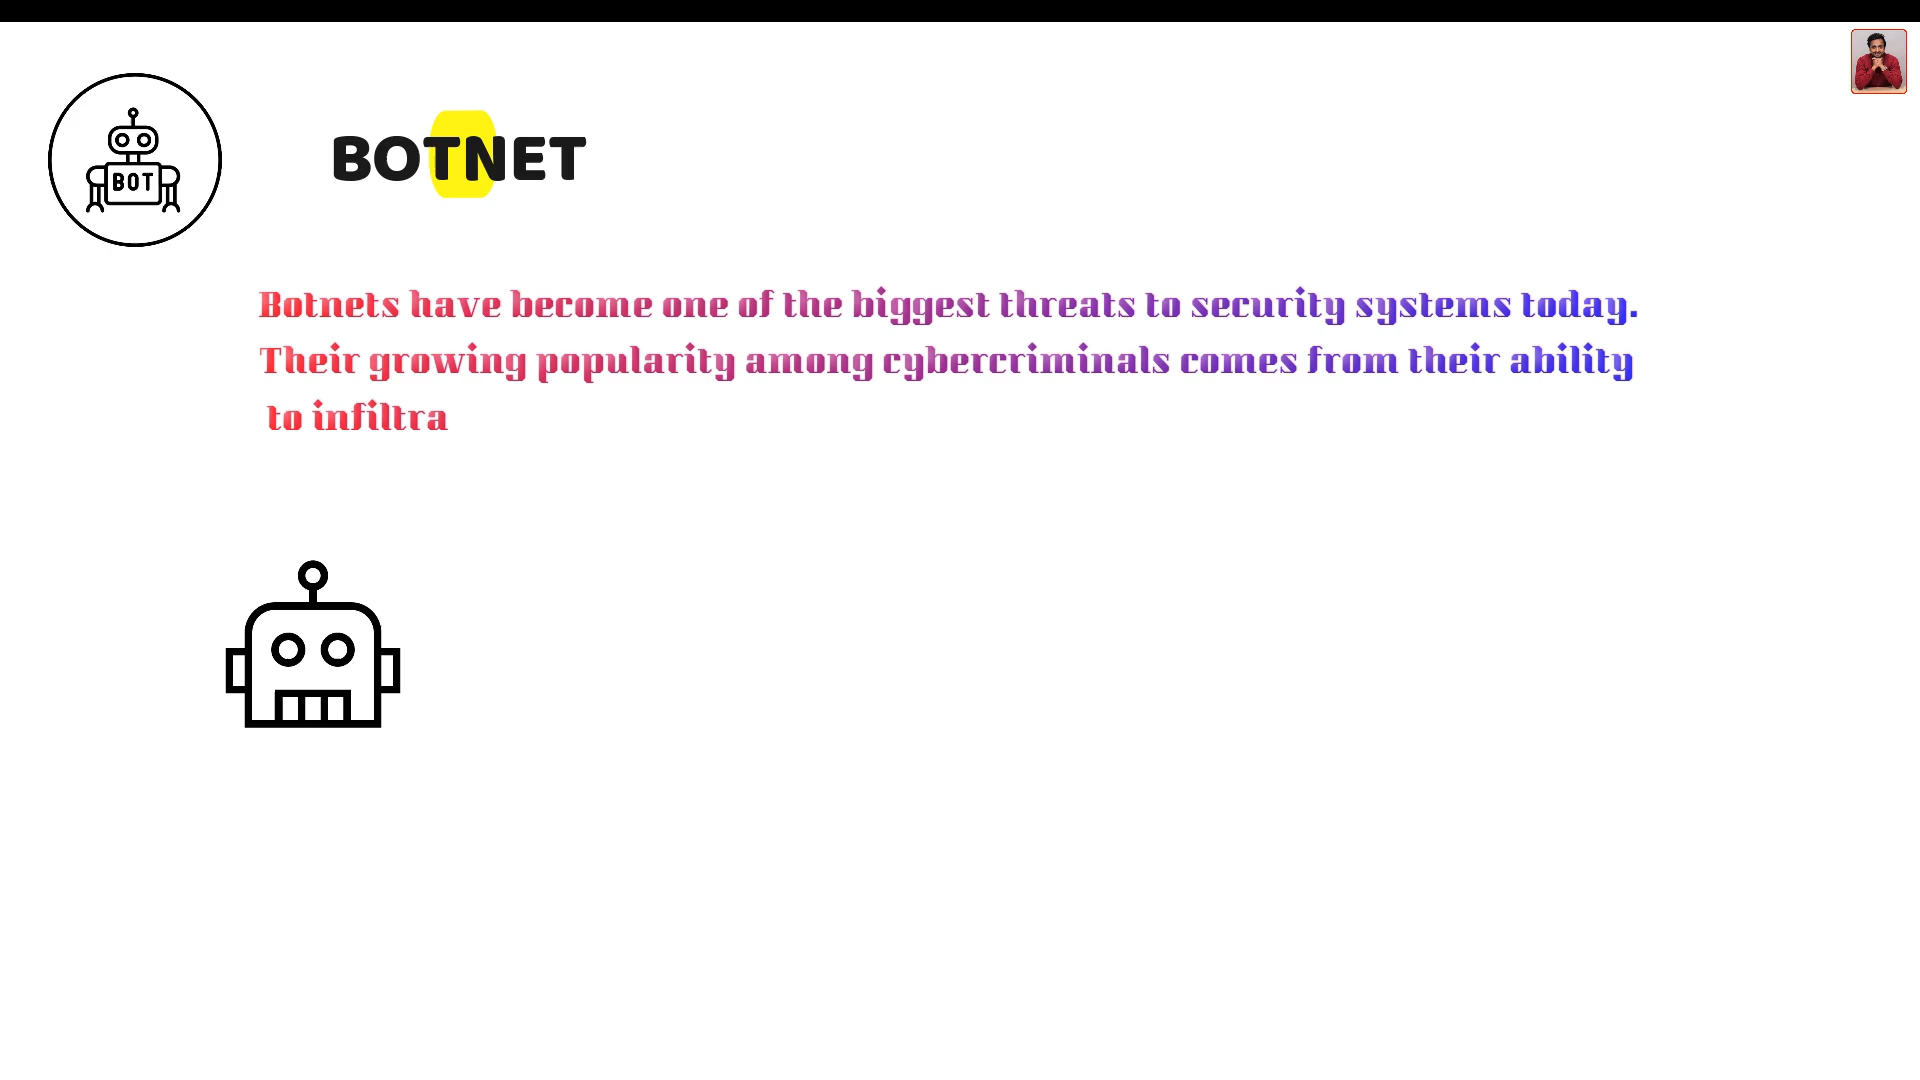 BOT
BOTNET
Botnets have become one of the biggest threats to security systems today.
Their growing popularity among cybercriminals comes from their ability
to infiltra